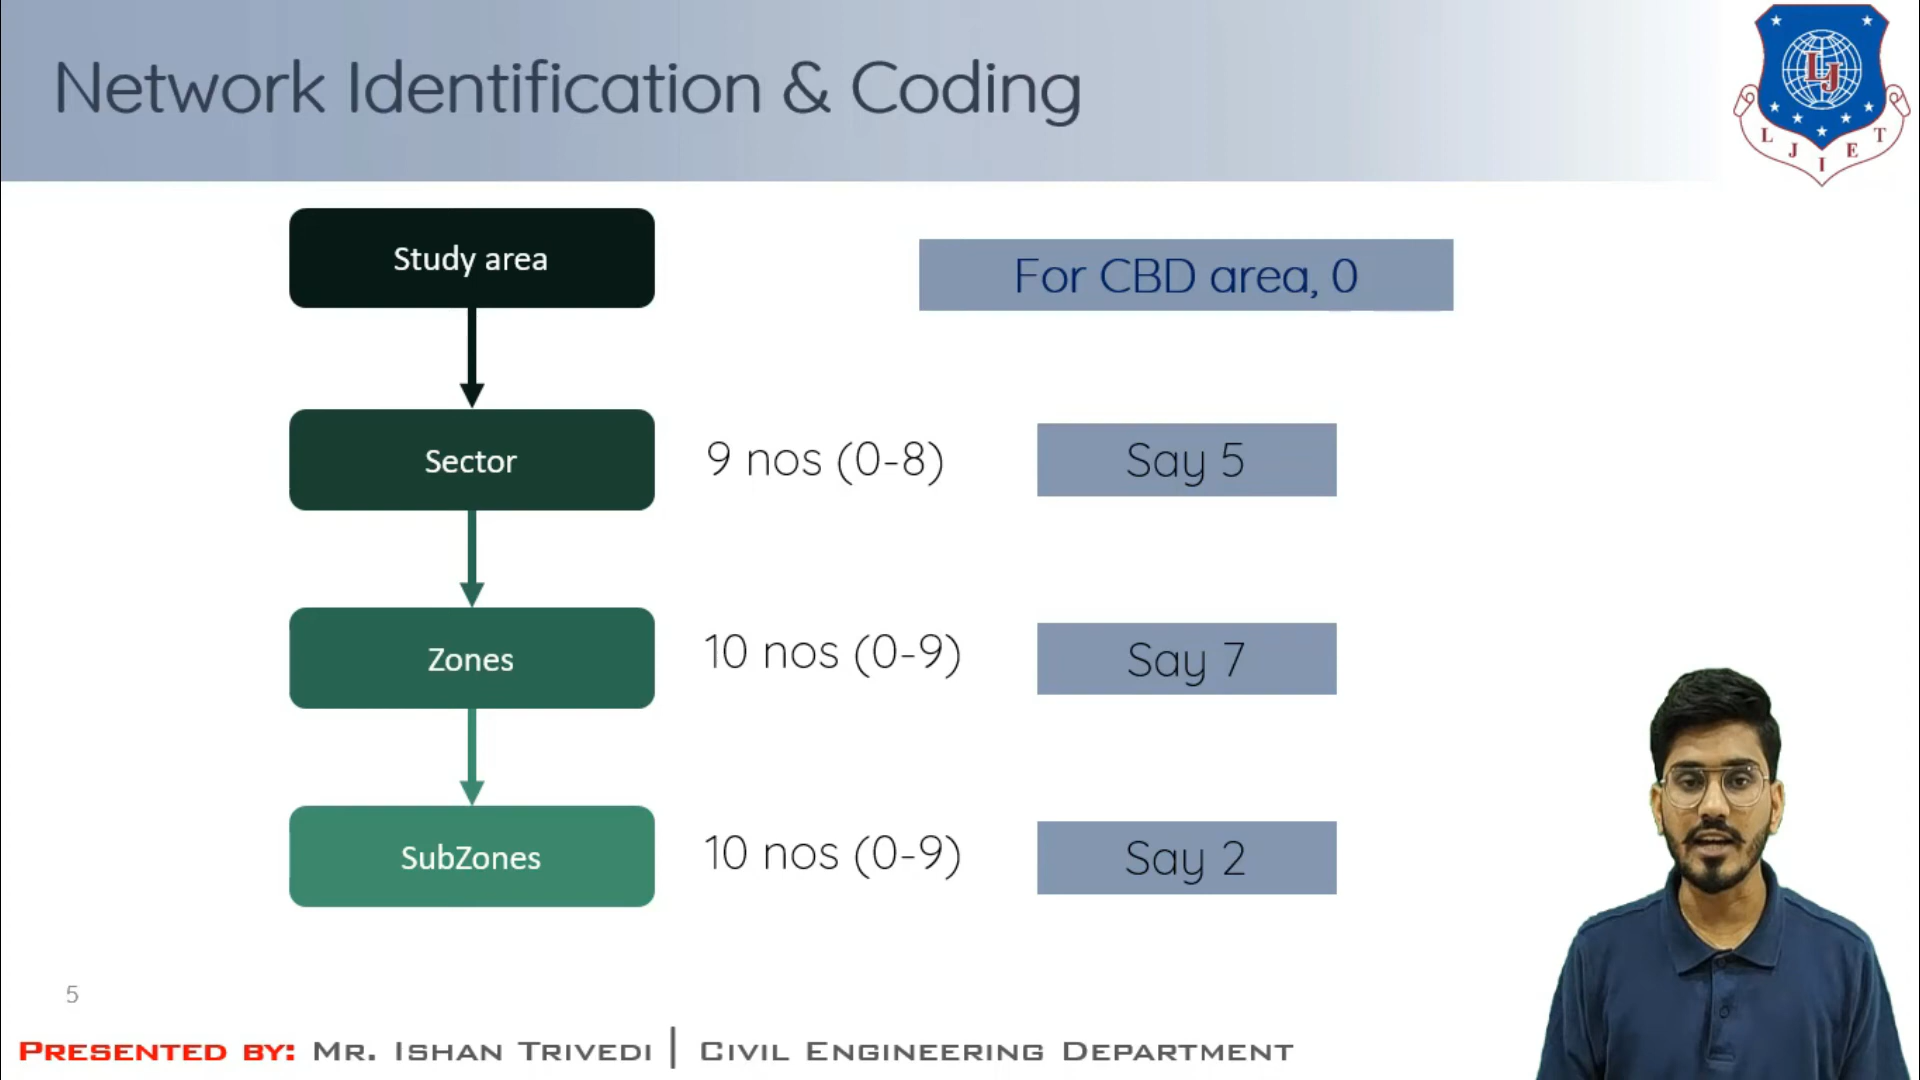 Network Identification & Coding
LJ
L J I E T
Study area
For CBD area, 0
Sector
9 nos (0-8)
Say 5
Zones
10 nos (0-9)
Say 7
SubZones
10 nos (0-9)
Say 2
5
PRESENTED BY: MR. ISHAN TRIVEDI | CIVIL ENGINEERING DEPARTMENT